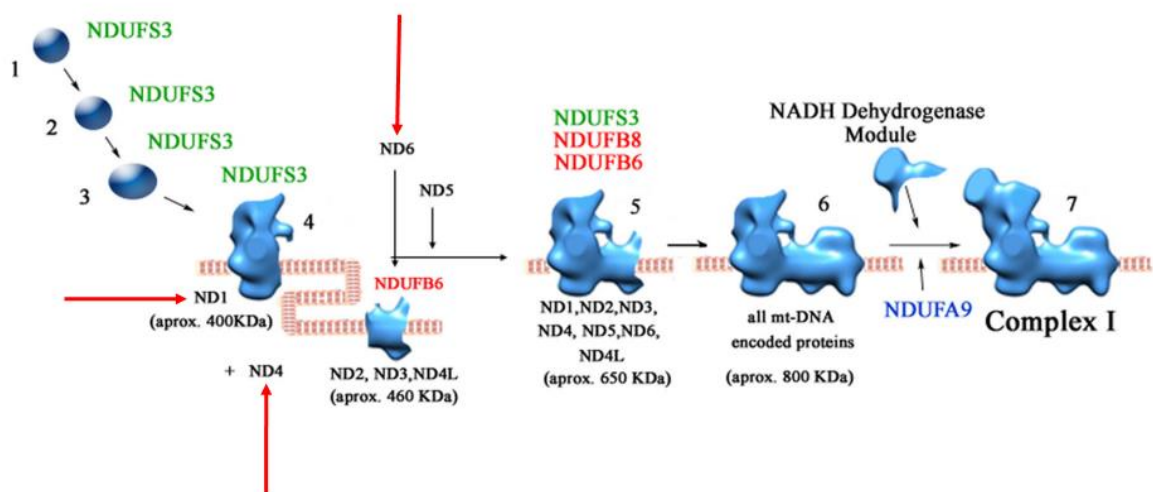 NDUFS3
1
NDUFS3
2
NDUFS3
3
NDUFS3
4
ND1
(aprox. 400KDa)
+ ND4
ND6
ND5
NDUFB6
ND2, ND3,ND4L
(aprox. 460 KDa)
NDUFS3
NDUFB8
NDUFB6
5
ND1,ND2,ND3,
ND4, ND5,ND6,
ND4L
(aprox. 650 KDa)
6
all mt-DNA
encoded proteins
(aprox. 800 KDa)
NADH Dehydrogenase
Module
NDUFA9
7
Complex I